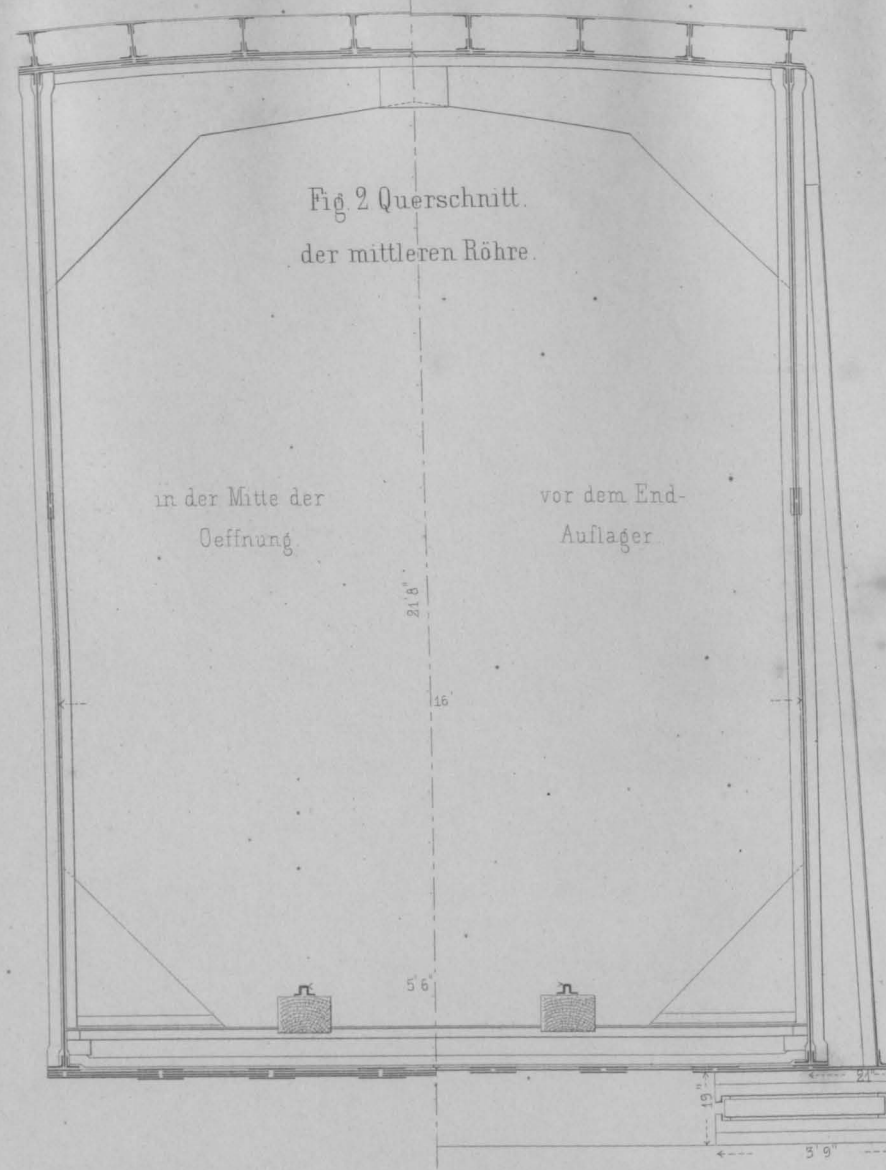 Fig. 2 Querschnitt.
der mittleren Röhre.
in der Mitte der
Oeffnung.
vor dem End-
Auflager
21' 8"
16'
5' 6"
19"
21"
3' 9"